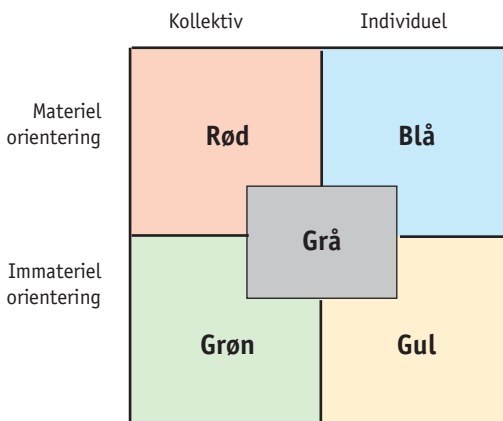 Kollektiv
Individuel
Materiel
orientering
Rød
Blå
Grå
Immateriel
orientering
Grøn
Gul